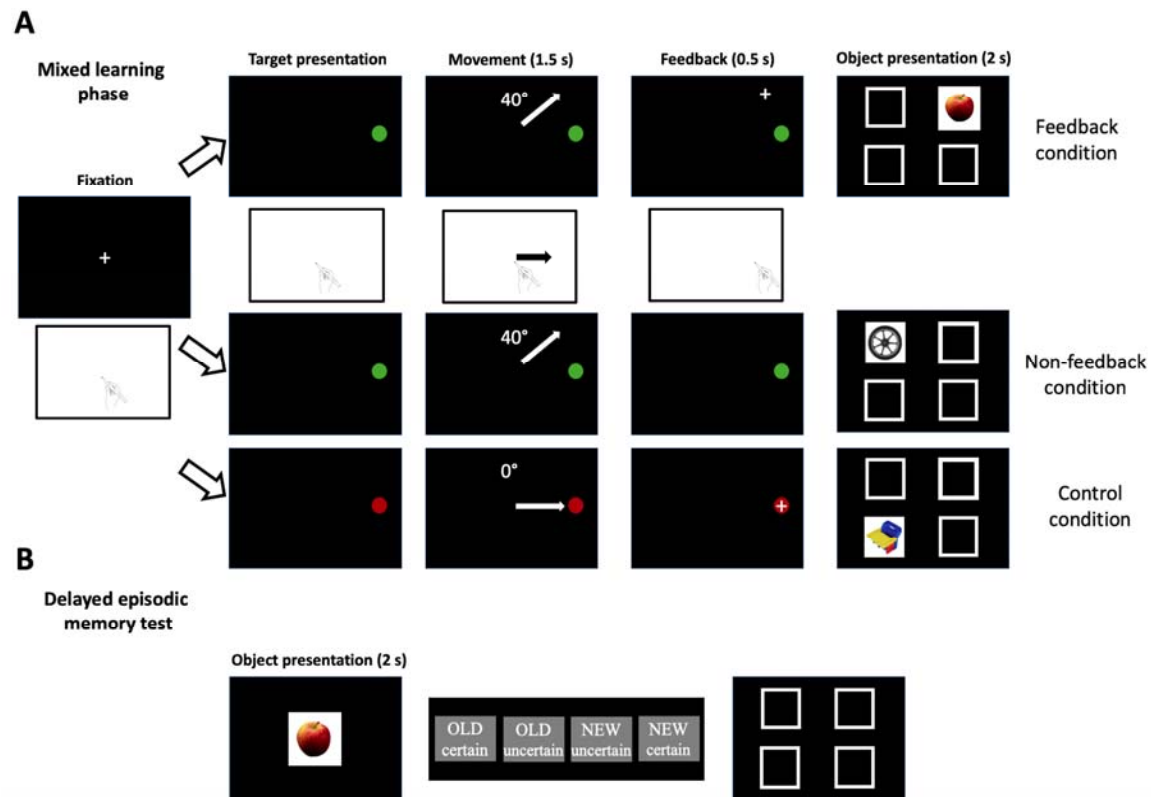 A
Mixed learning
phase
Target presentation
Movement (1.5 s)
Feedback (0.5 s)
Object presentation (2 s)
40°
Feedback
condition
Fixation
40°
Non-feedback
condition
0°
Control
condition
B
Delayed episodic
memory test
Object presentation (2 s)
OLD
certain
OLD
uncertain
NEW
uncertain
NEW
certain